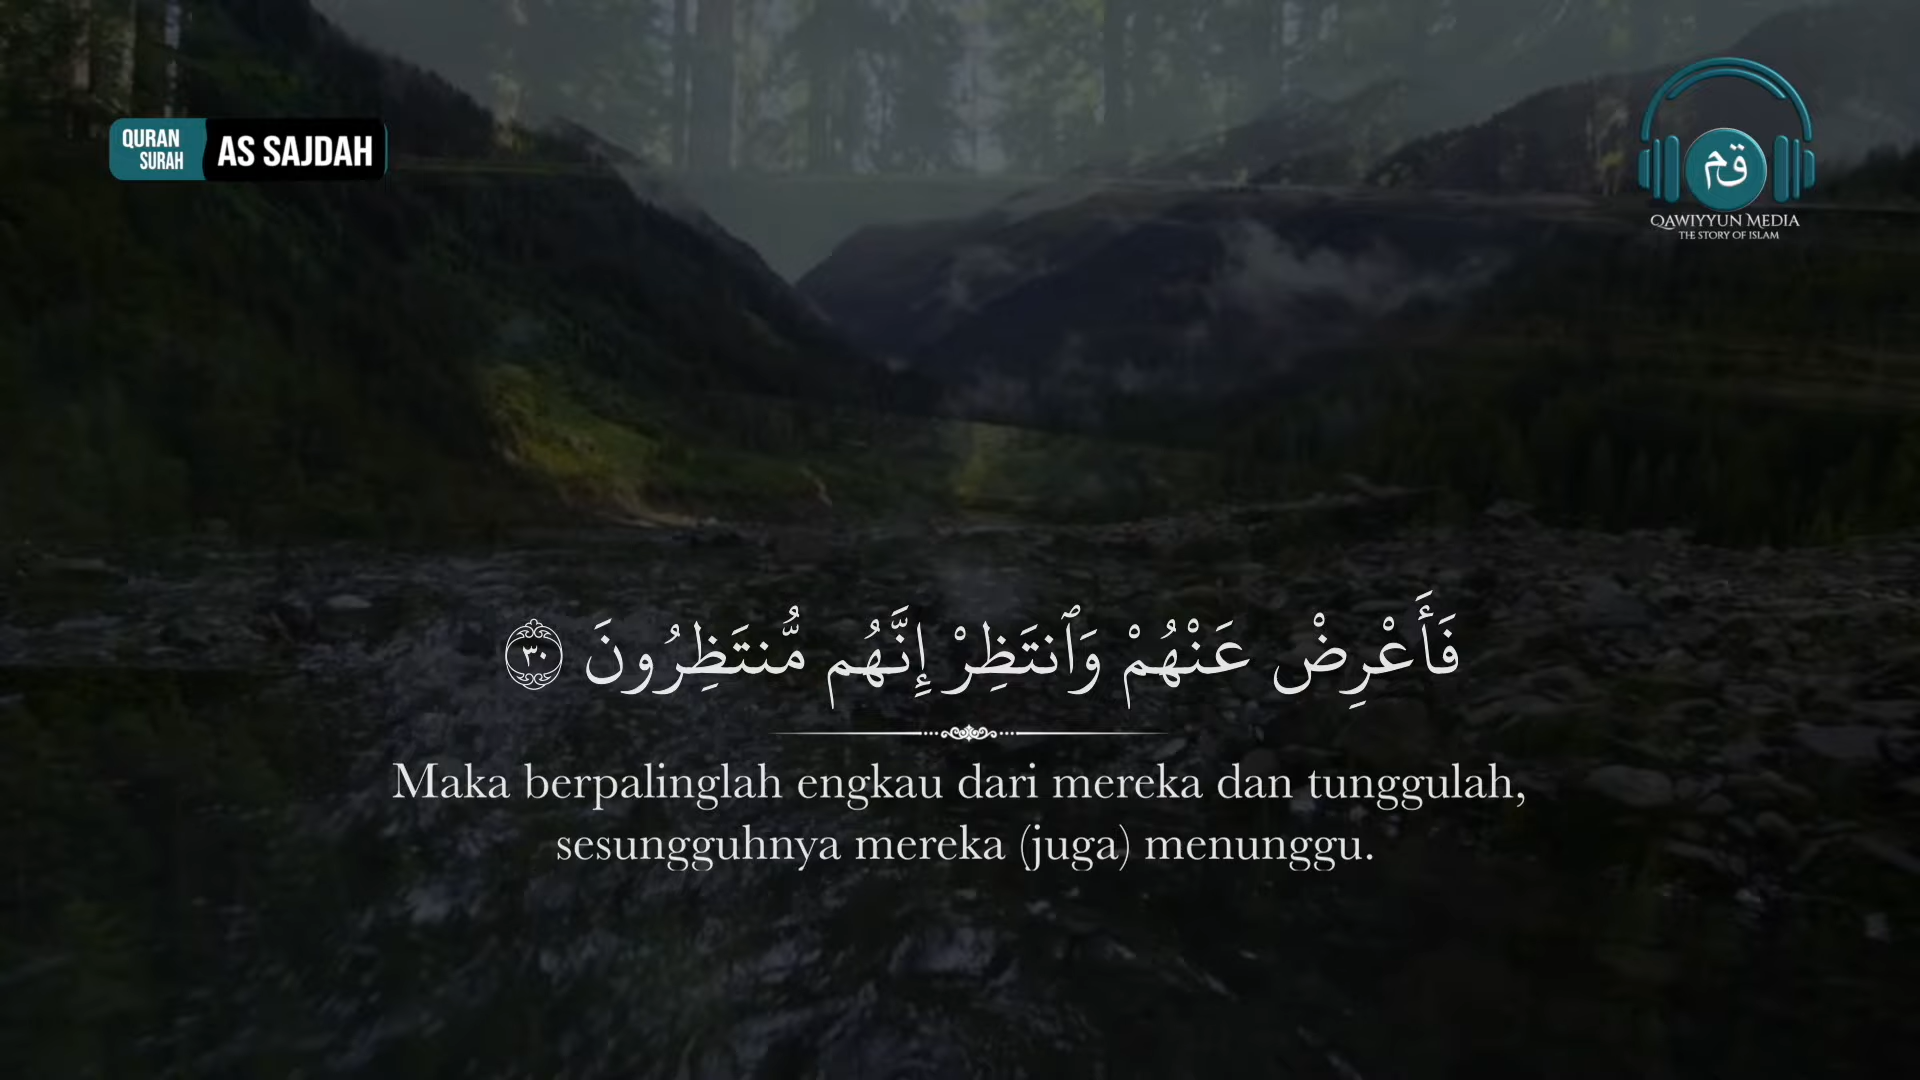 QURAN
SURAH
AS SAJDAH
قم
QAWIYYUN MEDIA
THE STORY OF ISLAM
فَأَعْرِضْ عَنْهُمْ وَٱنتَظِرْ إِنَّهُم مُّنتَظِرُونَ ٣٠
Maka berpalinglah engkau dari mereka dan tunggulah,
sesungguhnya mereka (juga) menunggu.